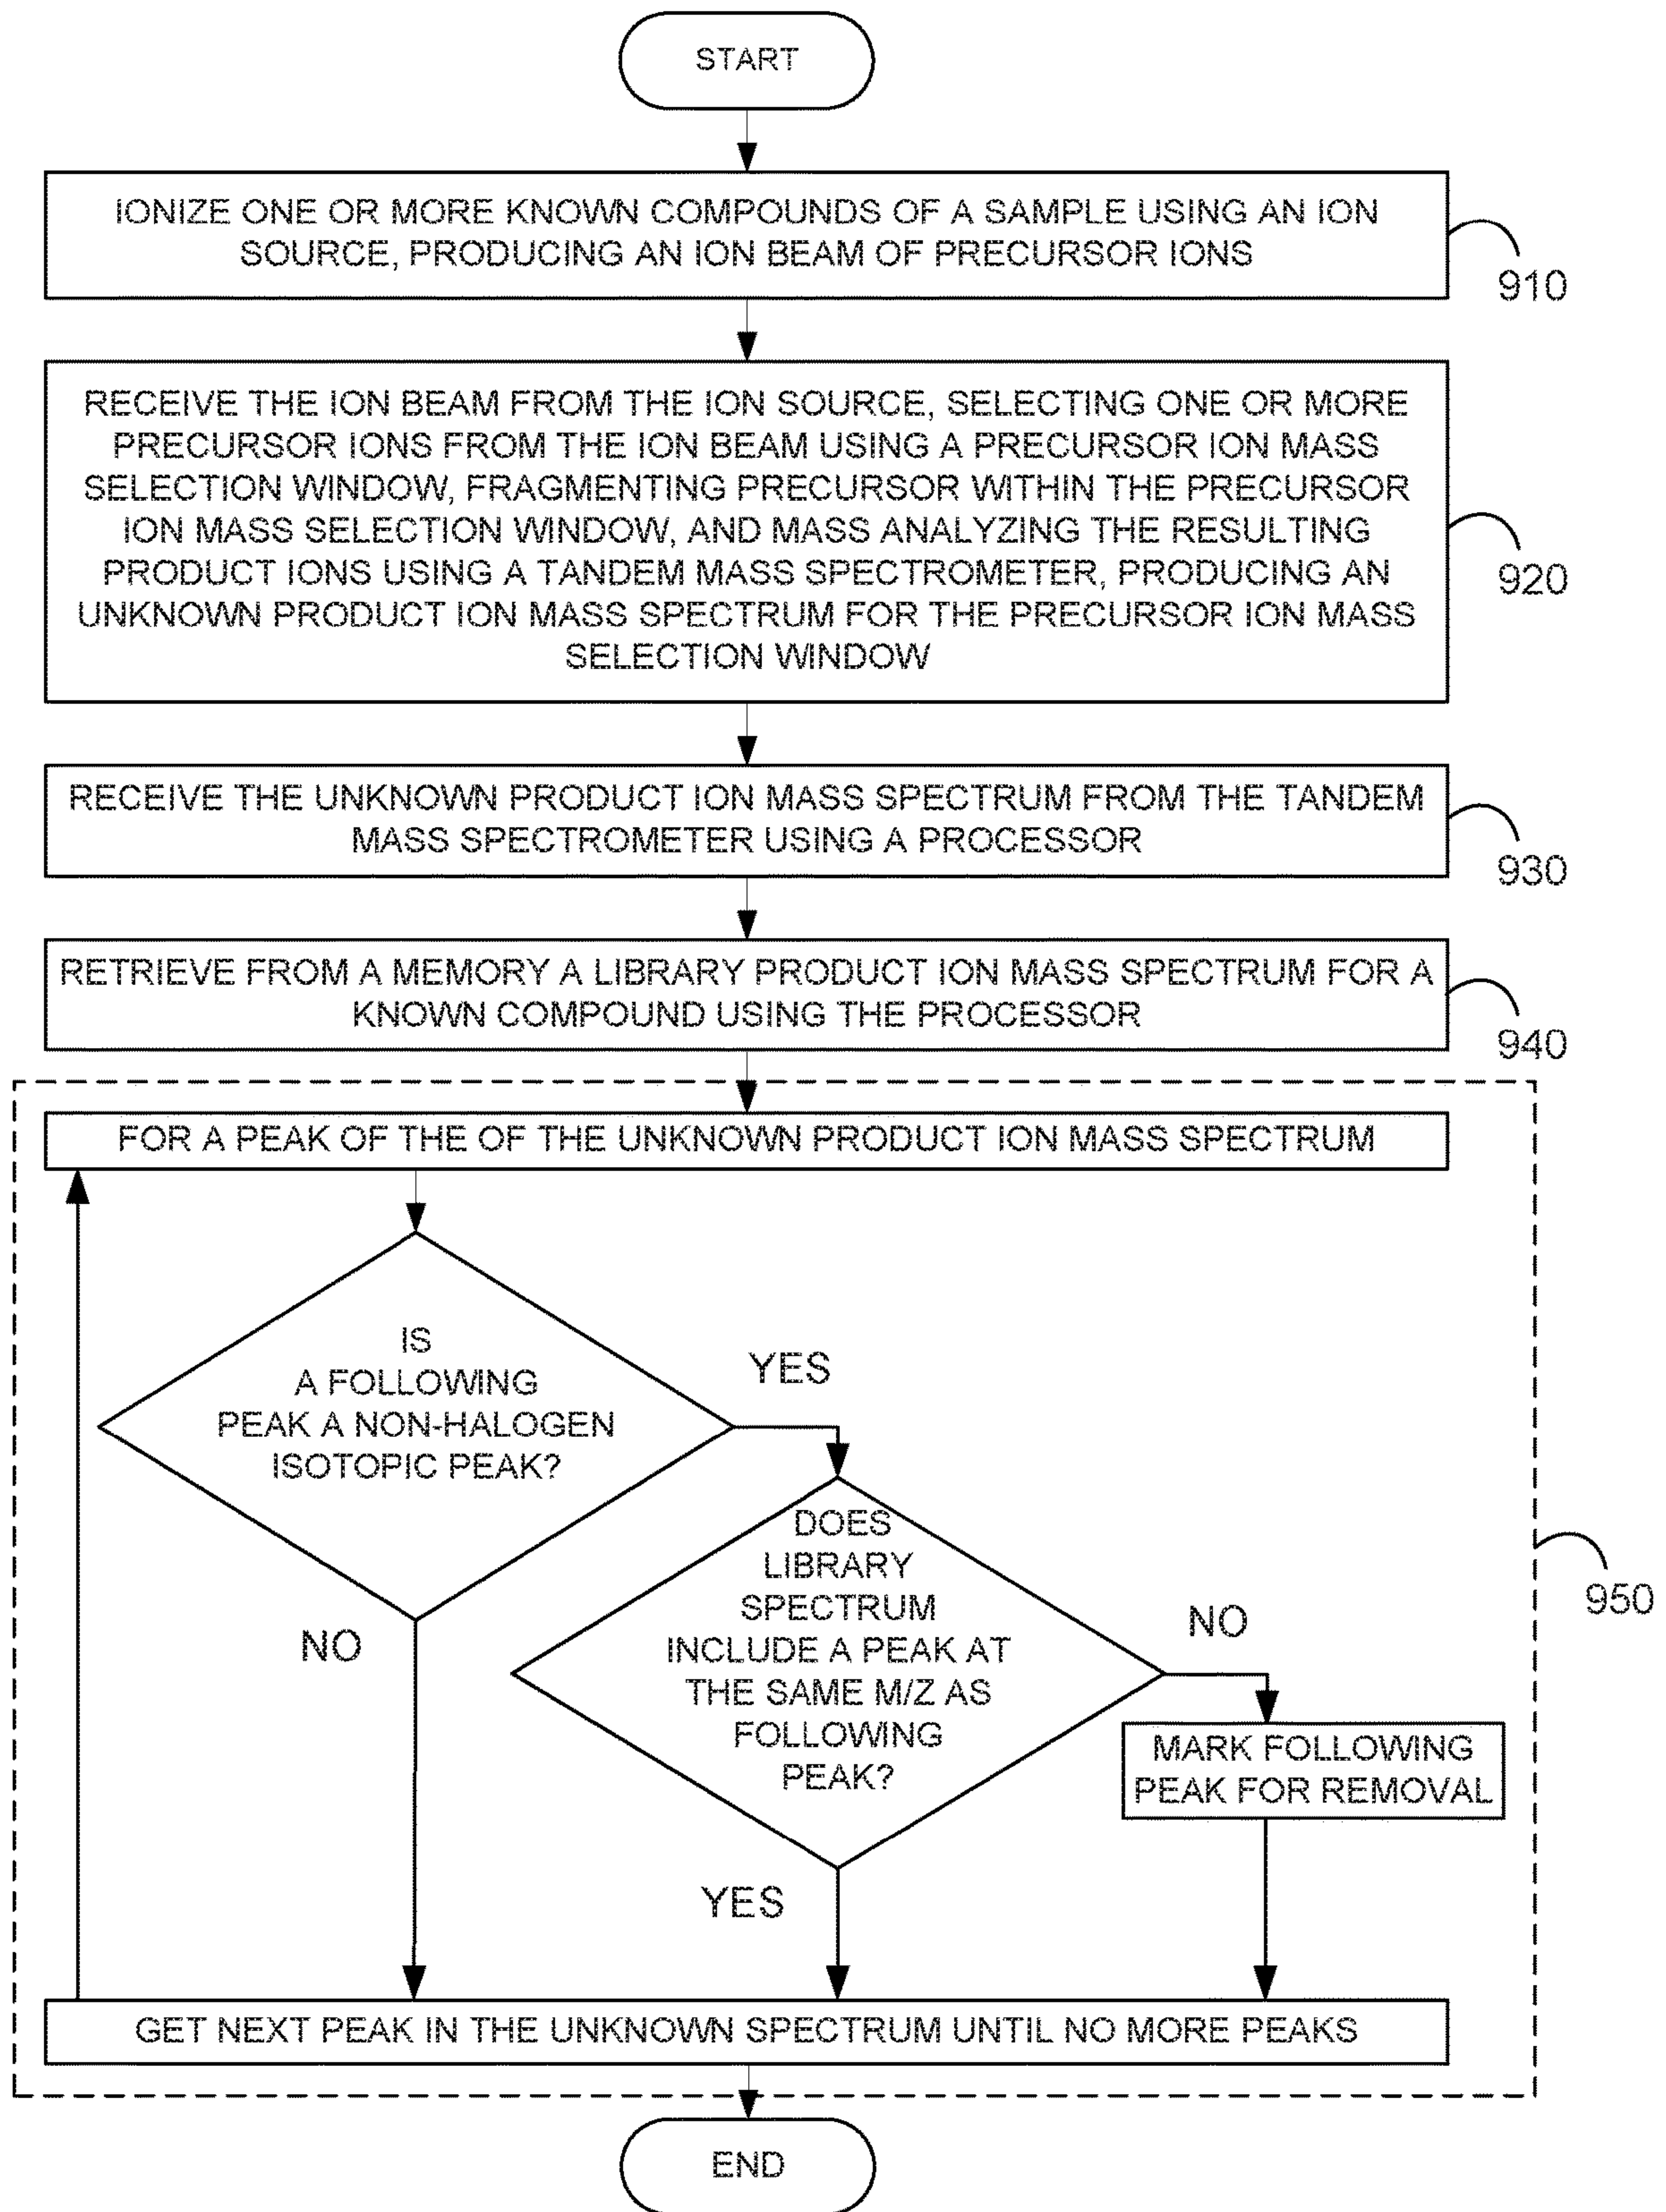 START
IONIZE ONE OR MORE KNOWN COMPOUNDS OF A SAMPLE USING AN ION
SOURCE, PRODUCING AN ION BEAM OF PRECURSOR IONS
910
RECEIVE THE ION BEAM FROM THE ION SOURCE, SELECTING ONE OR MORE
PRECURSOR IONS FROM THE ION BEAM USING A PRECURSOR ION MASS
SELECTION WINDOW, FRAGMENTING PRECURSOR WITHIN THE PRECURSOR
ION MASS SELECTION WINDOW, AND MASS ANALYZING THE RESULTING
PRODUCT IONS USING A TANDEM MASS SPECTROMETER, PRODUCING AN
UNKNOWN PRODUCT ION MASS SPECTRUM FOR THE PRECURSOR ION MASS
SELECTION WINDOW
920
RECEIVE THE UNKNOWN PRODUCT ION MASS SPECTRUM FROM THE TANDEM
MASS SPECTROMETER USING A PROCESSOR
930
RETRIEVE FROM A MEMORY A LIBRARY PRODUCT ION MASS SPECTRUM FOR A
KNOWN COMPOUND USING THE PROCESSOR
940
FOR A PEAK OF THE OF THE UNKNOWN PRODUCT ION MASS SPECTRUM
IS
A FOLLOWING
PEAK A NON-HALOGEN
ISOTOPIC PEAK?
YES
NO
DOES
LIBRARY
SPECTRUM
INCLUDE A PEAK AT
THE SAME M/Z AS
FOLLOWING
PEAK?
NO
YES
MARK FOLLOWING
PEAK FOR REMOVAL
950
GET NEXT PEAK IN THE UNKNOWN SPECTRUM UNTIL NO MORE PEAKS
END